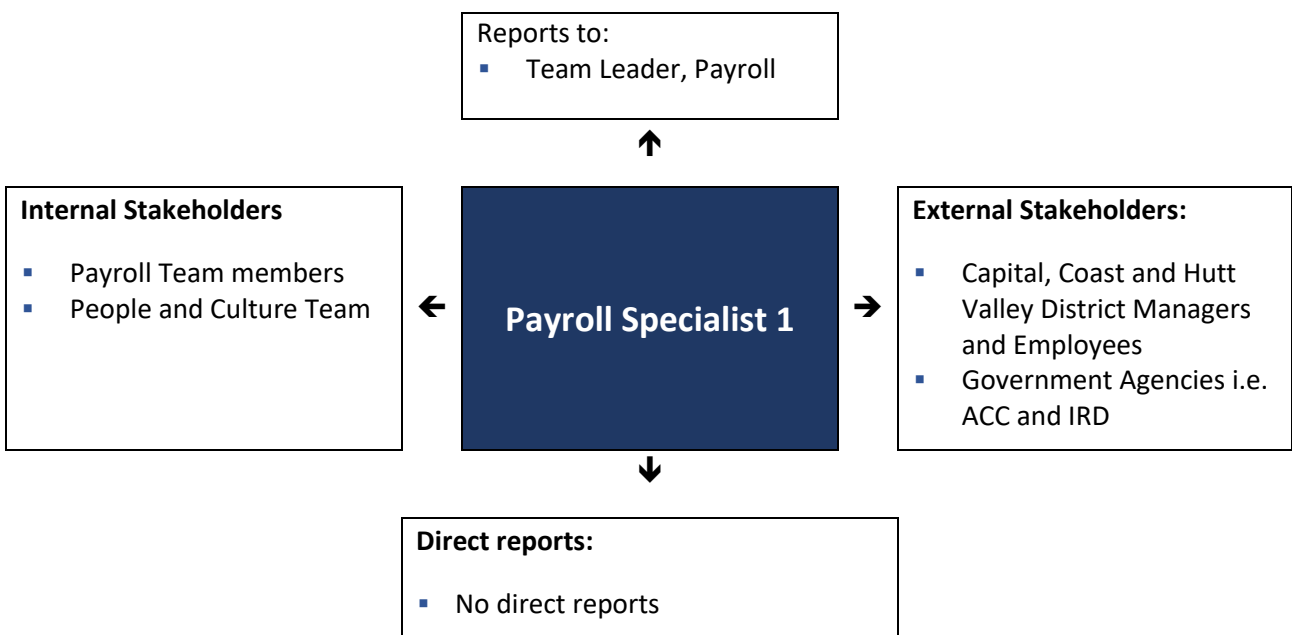 Reports to:
▪ Team Leader, Payroll
Internal Stakeholders
▪ Payroll Team members
▪ People and Culture Team
Payroll Specialist 1
External Stakeholders:
▪ Capital, Coast and Hutt
Valley District Managers
and Employees
▪ Government Agencies i.e.
ACC and IRD
Direct reports:
▪ No direct reports